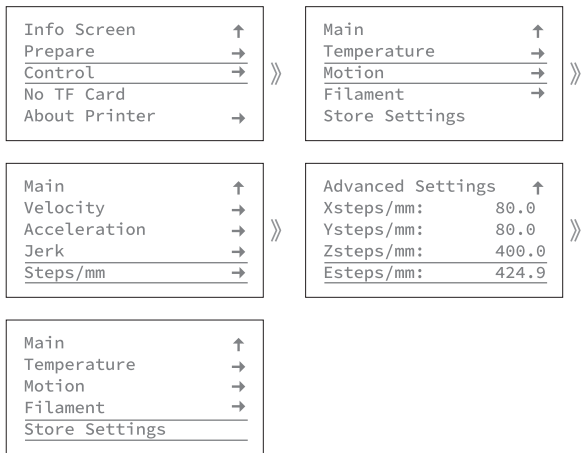 Info Screen ↑
Prepare →
Control →
No TF Card
About Printer →
Main ↑
Temperature →
Motion →
Filament →
Store Settings
Main ↑
Velocity →
Acceleration →
Jerk →
Steps/mm →
Advanced Settings ↑
Xsteps/mm: 80.0
Ysteps/mm: 80.0
Zsteps/mm: 400.0
Esteps/mm: 424.9
Main ↑
Temperature →
Motion →
Filament →
Store Settings